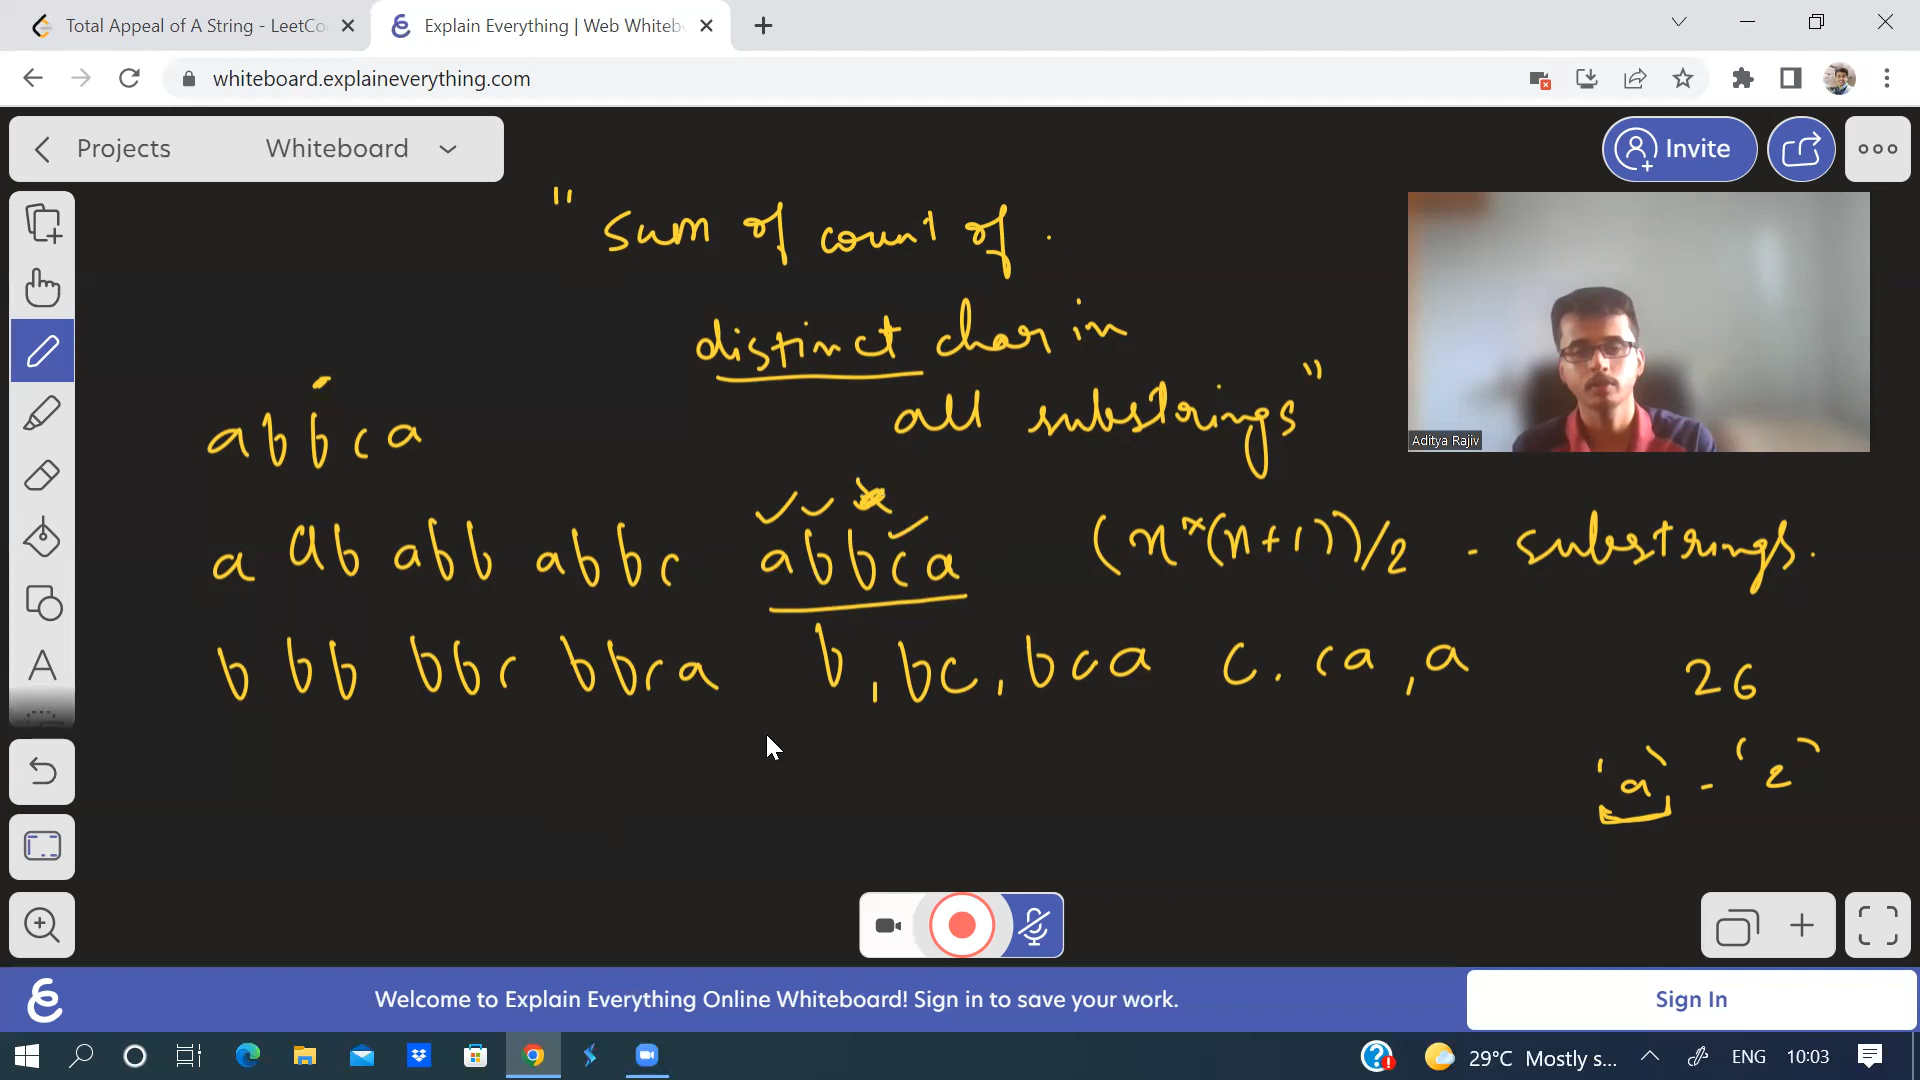 Total Appeal of A String - LeetCo
Explain Everything | Web Whiteb
whiteboard.explaineverything.com
Projects
Whiteboard
Invite
"sum of count of
distinct char in
all substrings"
Aditya Rajiv
abbca
a ab abb abbc abbca (n*(n+1))/2 - substrings.
b bb bbc bbca b, bc, bca c. ca, a
26
'a' - 'z'
A
Welcome to Explain Everything Online Whiteboard! Sign in to save your work.
Sign In
29°C Mostly s...
ENG
10:03